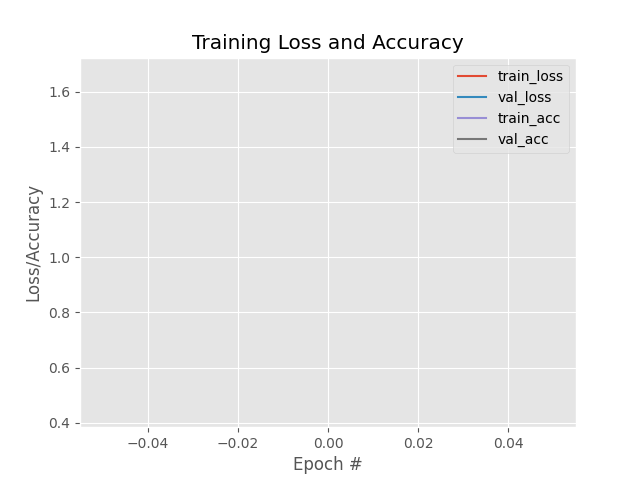 Training Loss and Accuracy
train_loss
val_loss
train_acc
val_acc
1.6
1.4
1.2
1.0
0.8
0.6
0.4
Loss/Accuracy
−0.04 −0.02 0.00 0.02 0.04
Epoch #